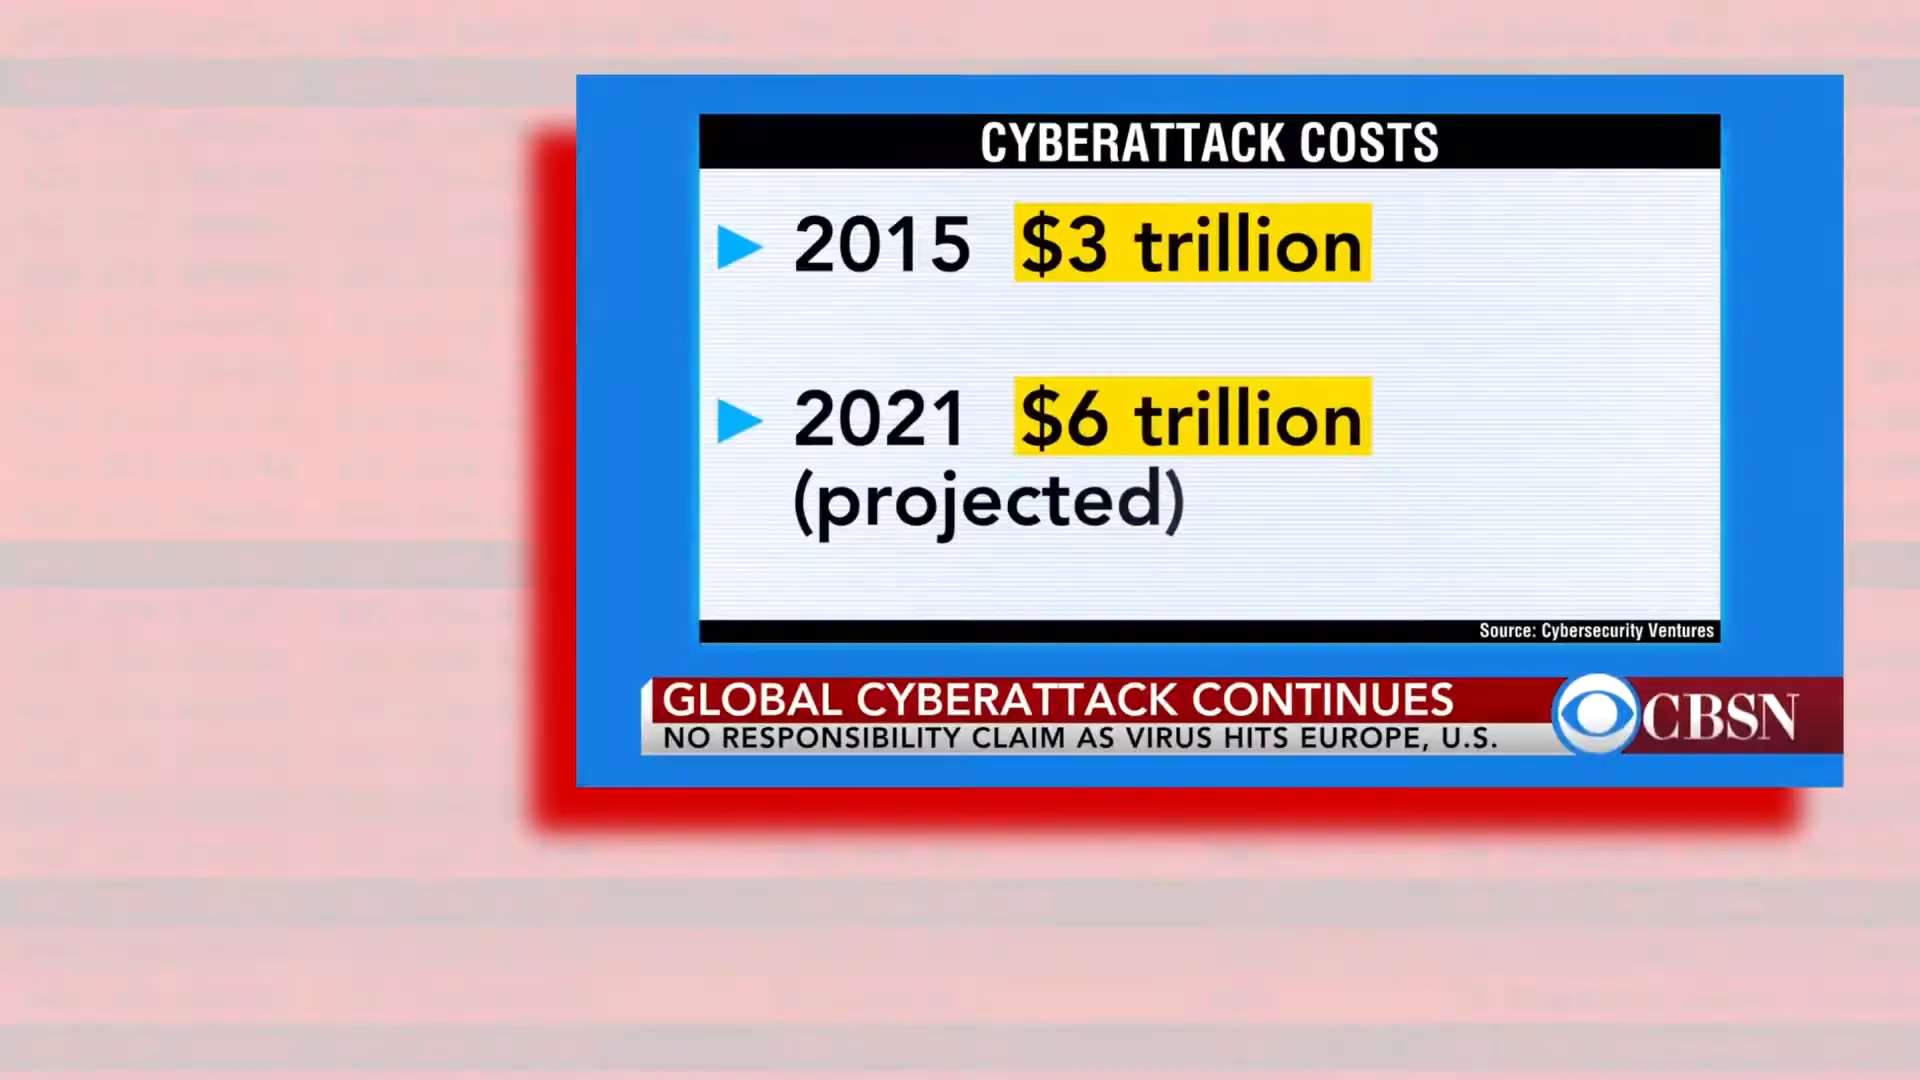 CYBERATTACK COSTS
2015 $3 trillion
2021 $6 trillion
(projected)
Source: Cybersecurity Ventures
GLOBAL CYBERATTACK CONTINUES
NO RESPONSIBILITY CLAIM AS VIRUS HITS EUROPE, U.S.
CBSN